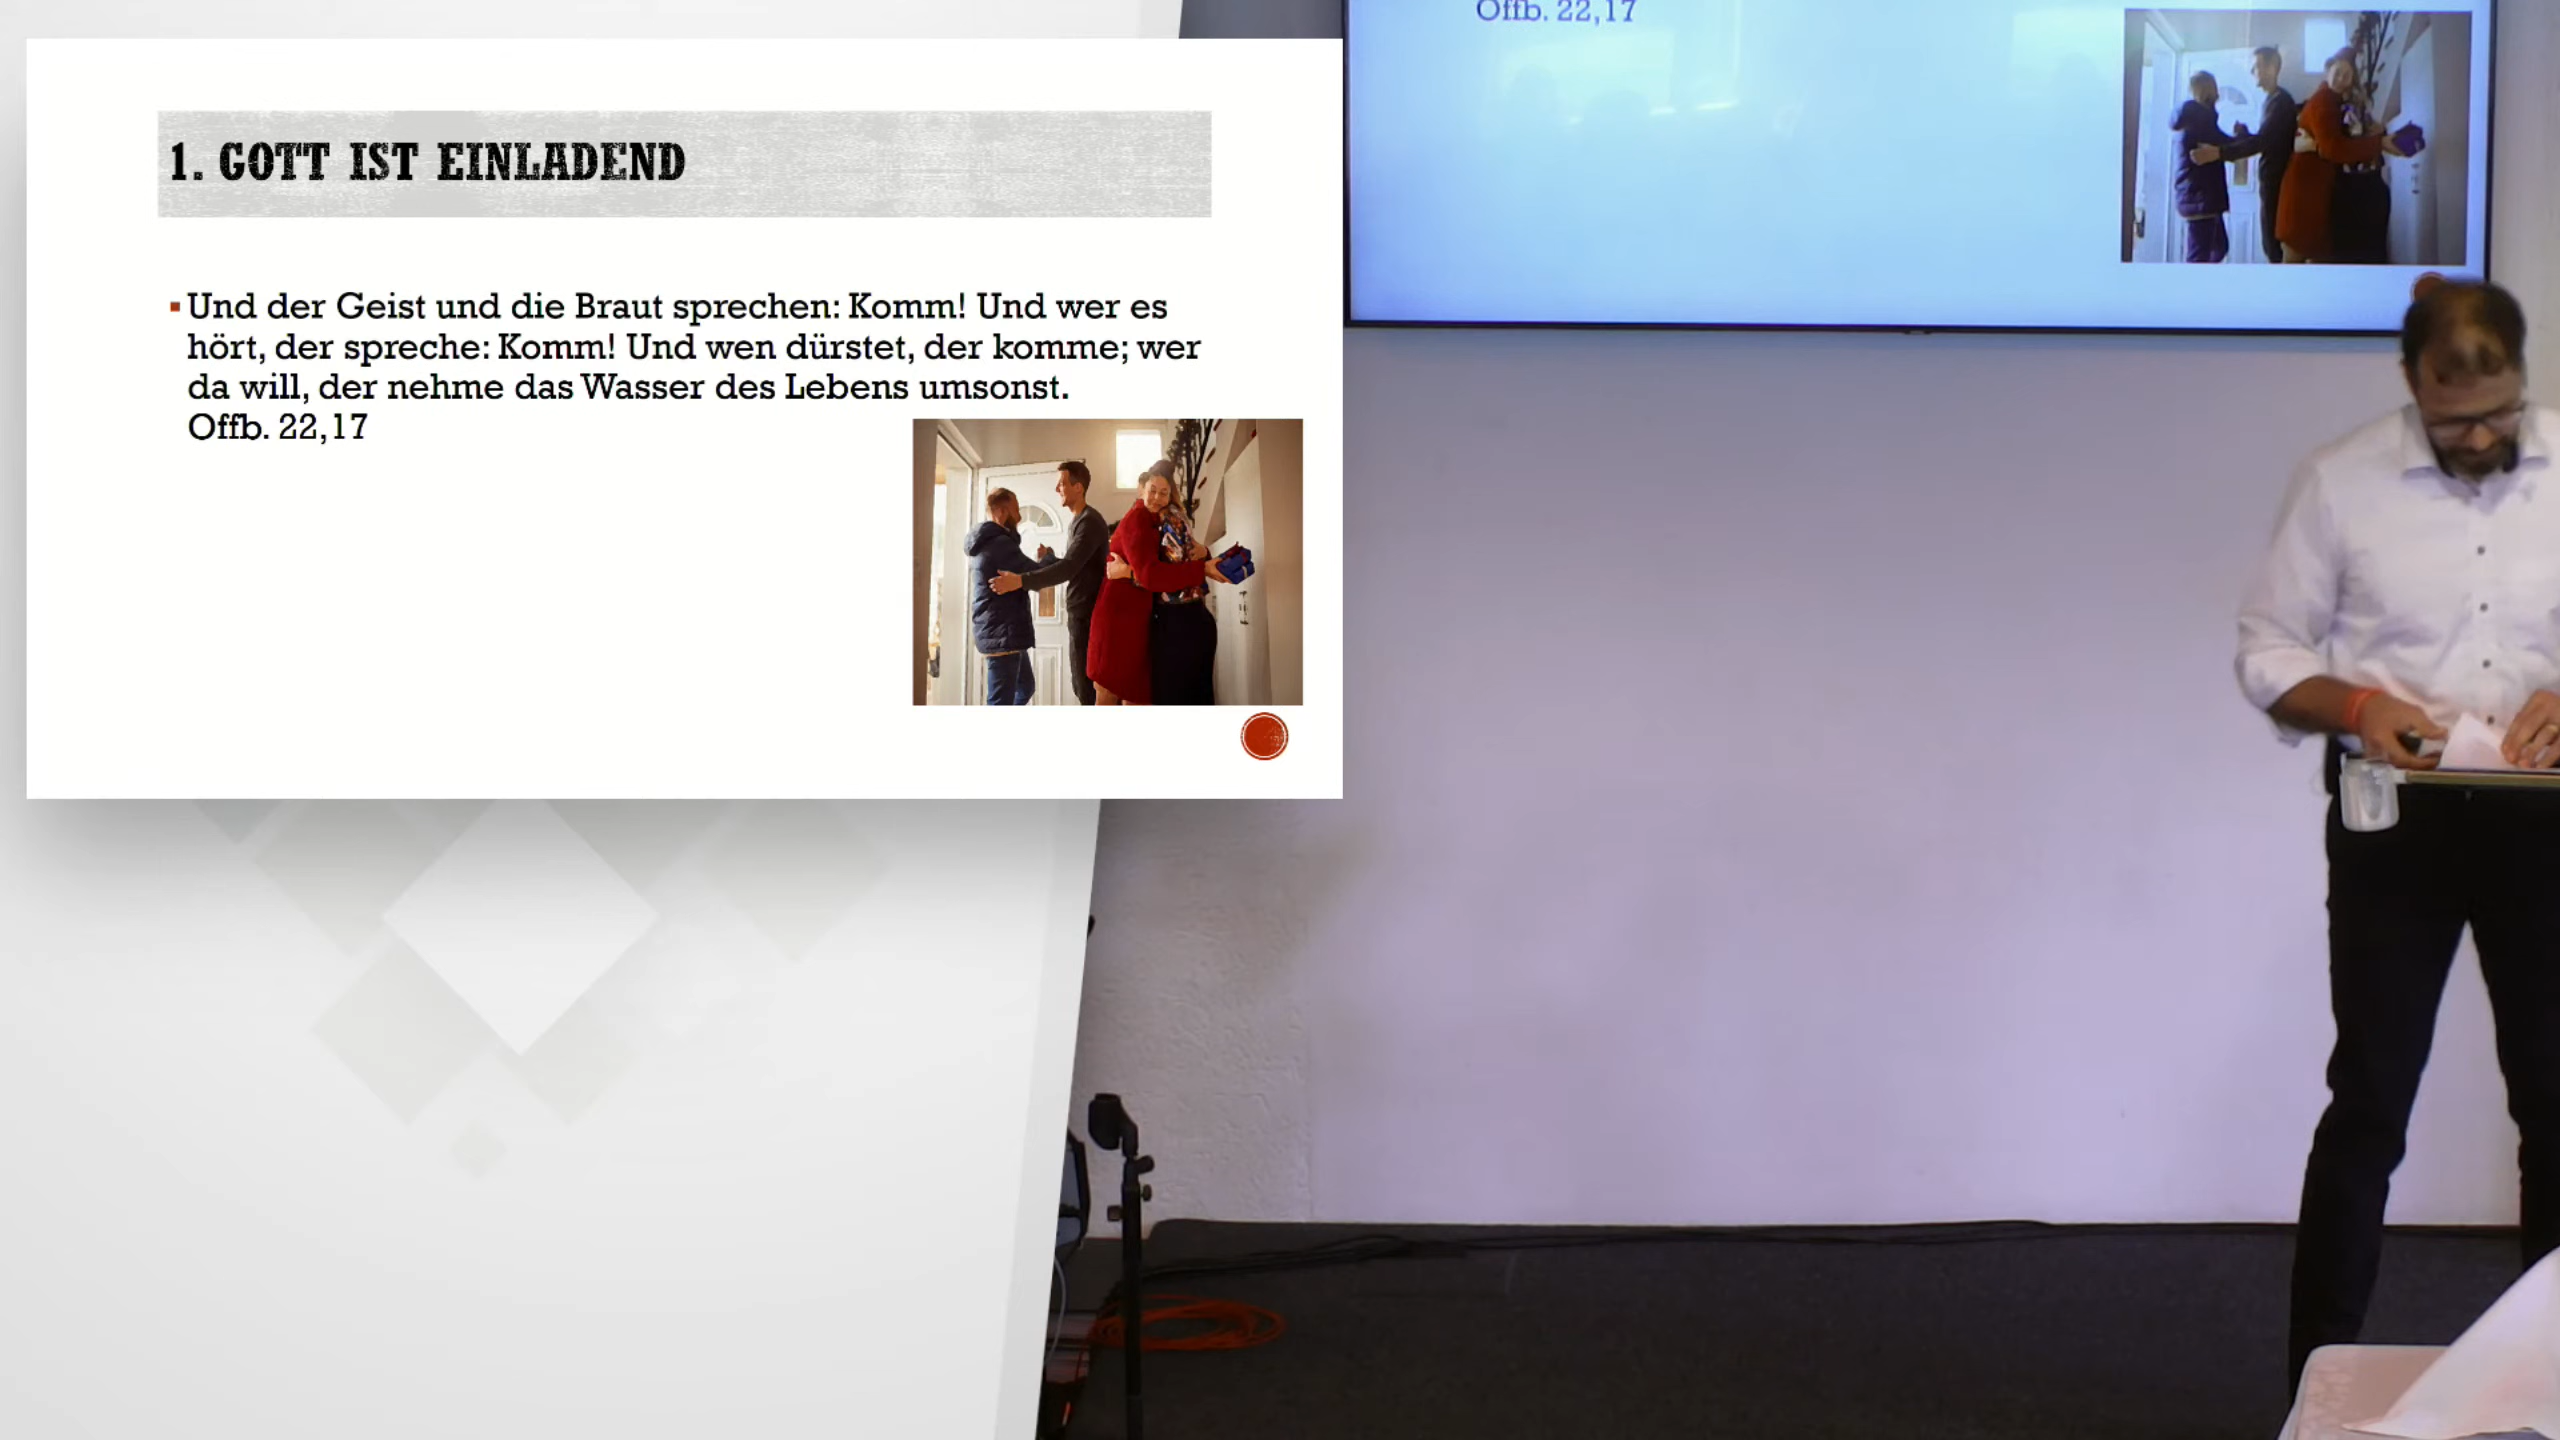 1. GOTT IST EINLADEND
Und der Geist und die Braut sprechen: Komm! Und wer es
hört, der spreche: Komm! Und wen dürstet, der komme; wer
da will, der nehme das Wasser des Lebens umsonst.
Offb. 22,17
Offb. 22,17